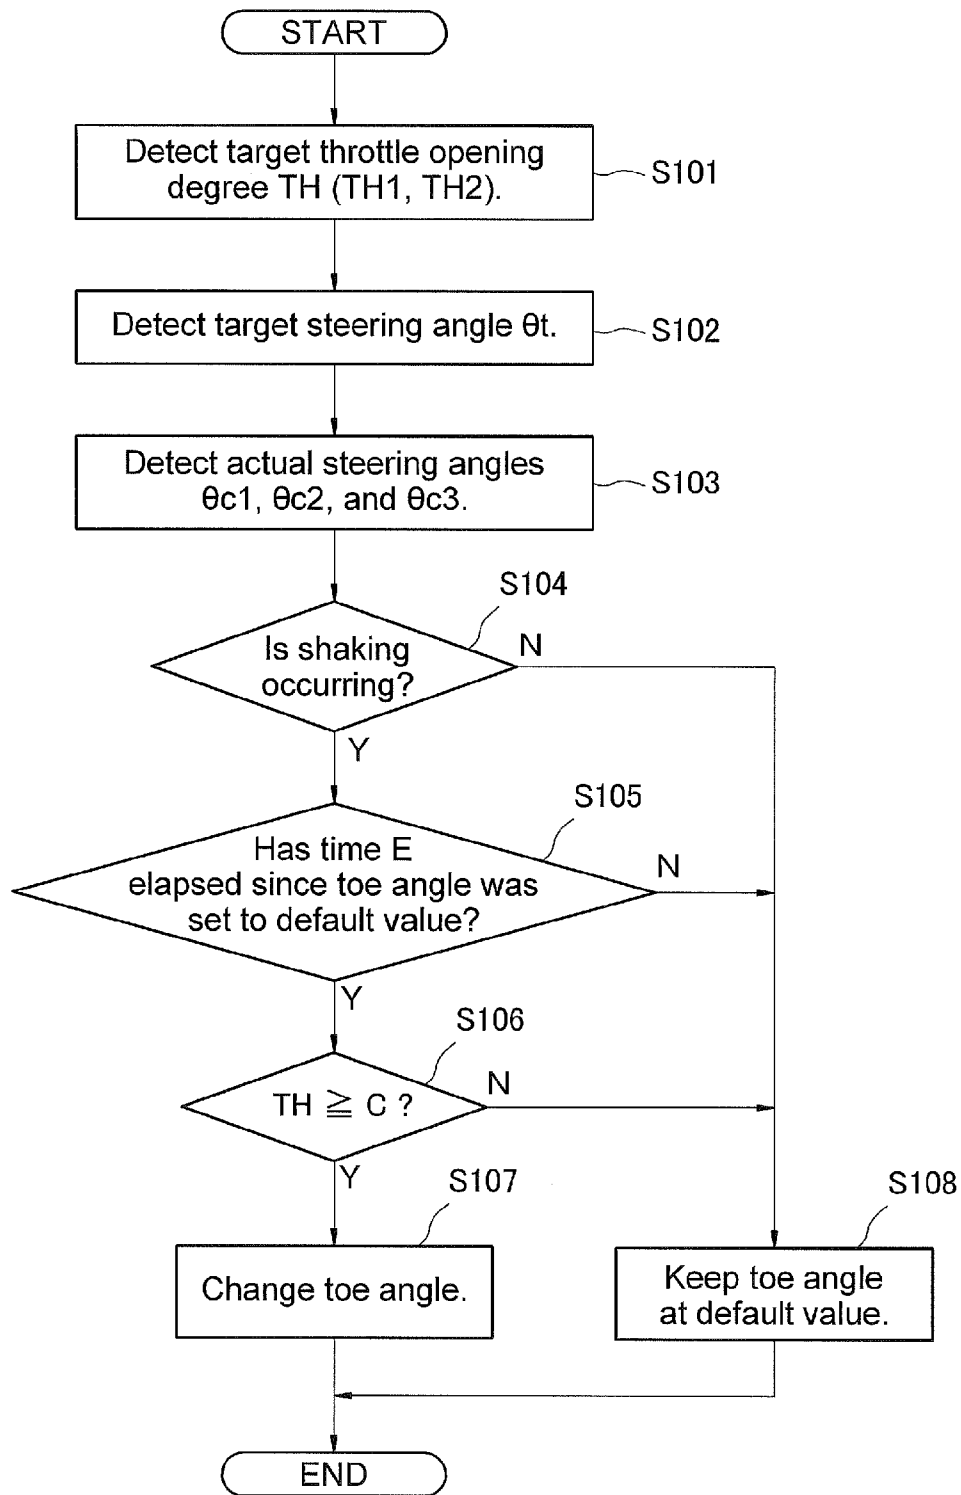 START
Detect target throttle opening
degree TH (TH1, TH2).
S101
Detect target steering angle θt.
S102
Detect actual steering angles
θc1, θc2, and θc3.
S103
S104
Is shaking
occurring?
N
Y
S105
Has time E
elapsed since toe angle was
set to default value?
N
Y
S106
TH ≧ C ?
N
Y
S107
Change toe angle.
S108
Keep toe angle
at default value.
END